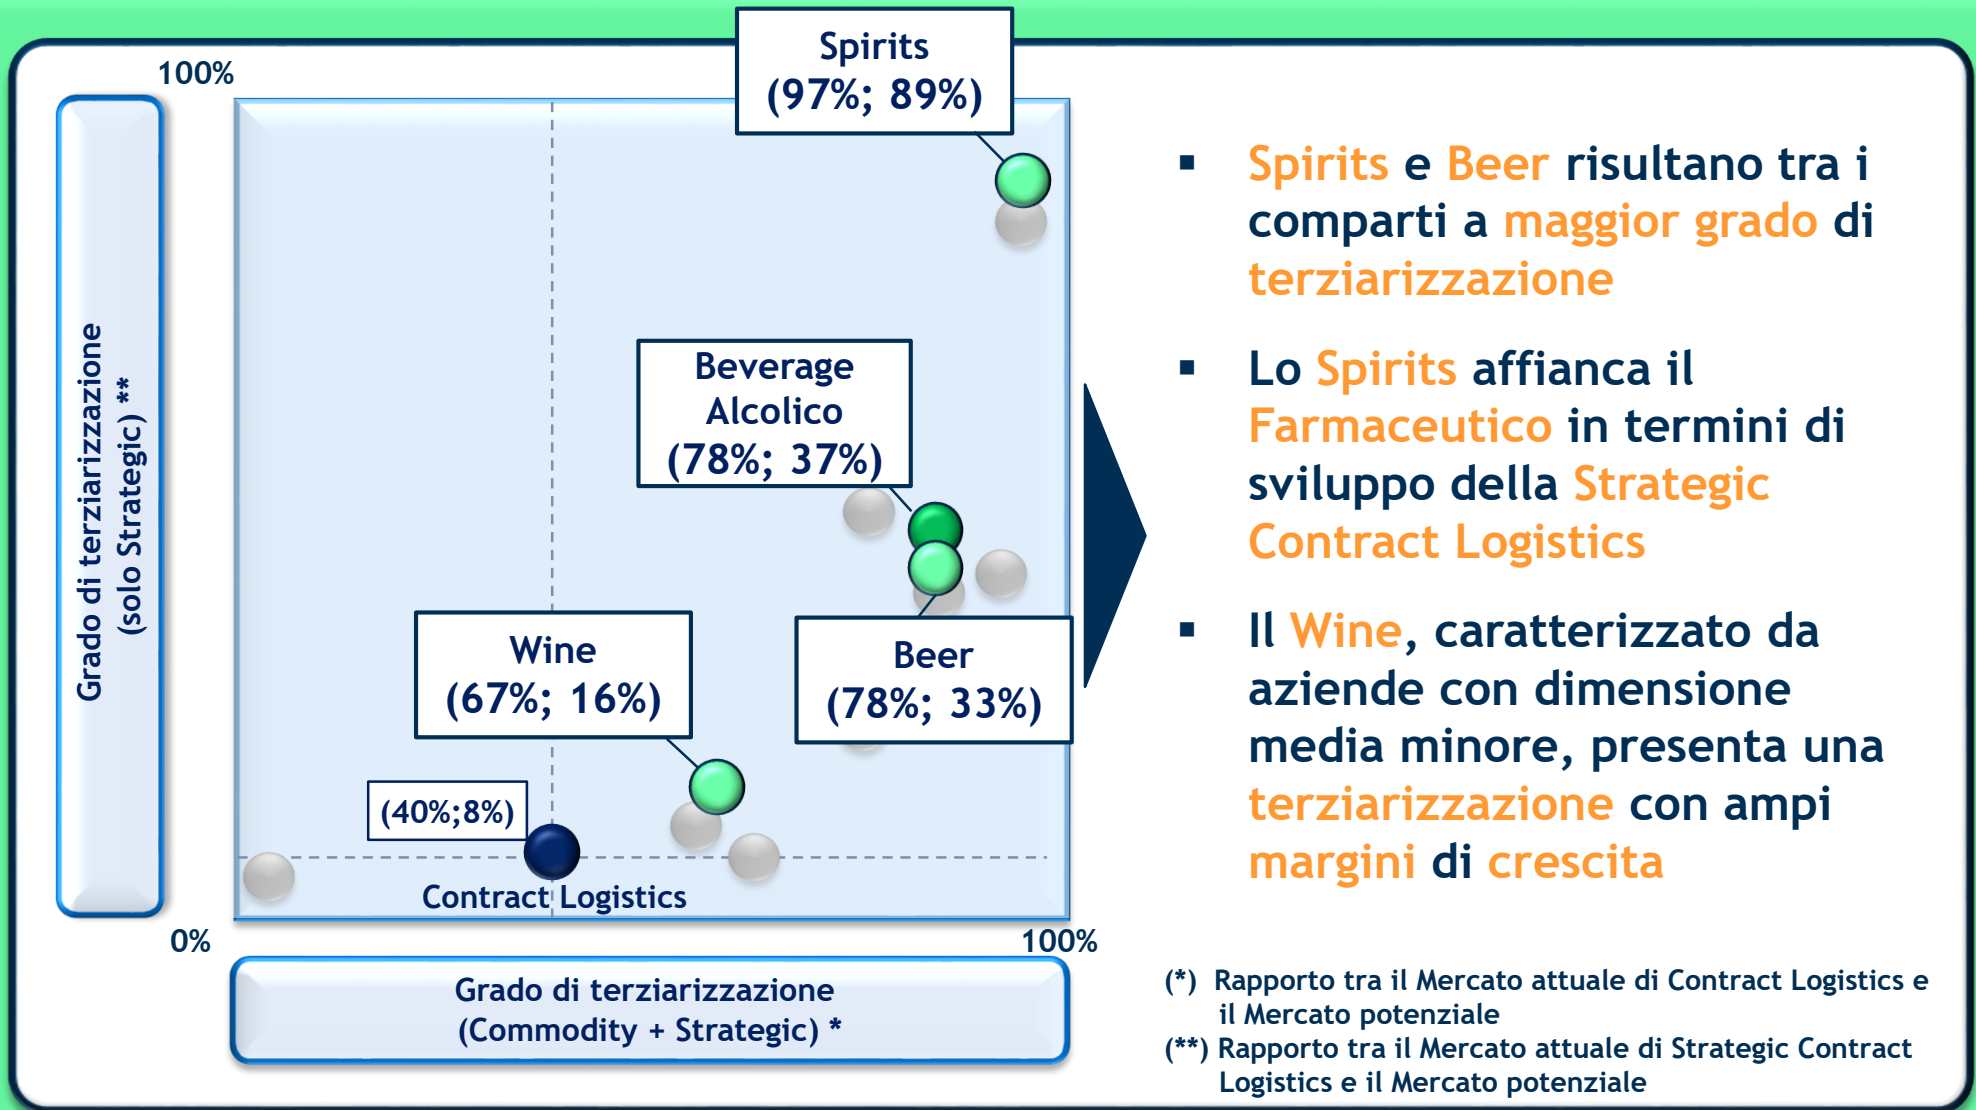 100%
Grado di terziarizzazione
(solo Strategic) **
Spirits
(97%; 89%)
Beverage
Alcolico
(78%; 37%)
Wine
(67%; 16%)
Beer
(78%; 33%)
(40%;8%)
Contract Logistics
0%
100%
Grado di terziarizzazione
(Commodity + Strategic) *
▪ Spirits e Beer risultano tra i
comparti a maggior grado di
terziarizzazione
▪ Lo Spirits affianca il
Farmaceutico in termini di
sviluppo della Strategic
Contract Logistics
▪ Il Wine, caratterizzato da
aziende con dimensione
media minore, presenta una
terziarizzazione con ampi
margini di crescita
(*) Rapporto tra il Mercato attuale di Contract Logistics e
il Mercato potenziale
(**) Rapporto tra il Mercato attuale di Strategic Contract
Logistics e il Mercato potenziale